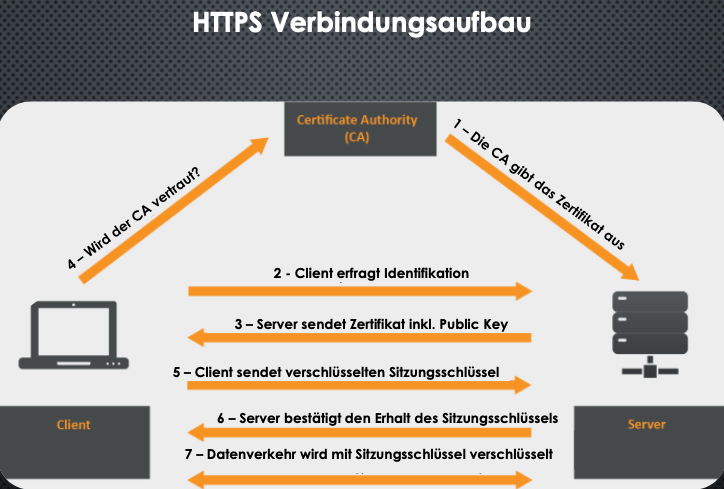 HTTPS Verbindungsaufbau
Certificate Authority
(CA)
1 – Die CA gibt das Zertifikat aus
4 – Wird der CA vertraut?
2 - Client erfragt Identifikation
3 – Server sendet Zertifikat inkl. Public Key
5 – Client sendet verschlüsselten Sitzungsschlüssel
6 – Server bestätigt den Erhalt des Sitzungsschlüssels
Client
Server
7 – Datenverkehr wird mit Sitzungsschlüssel verschlüsselt